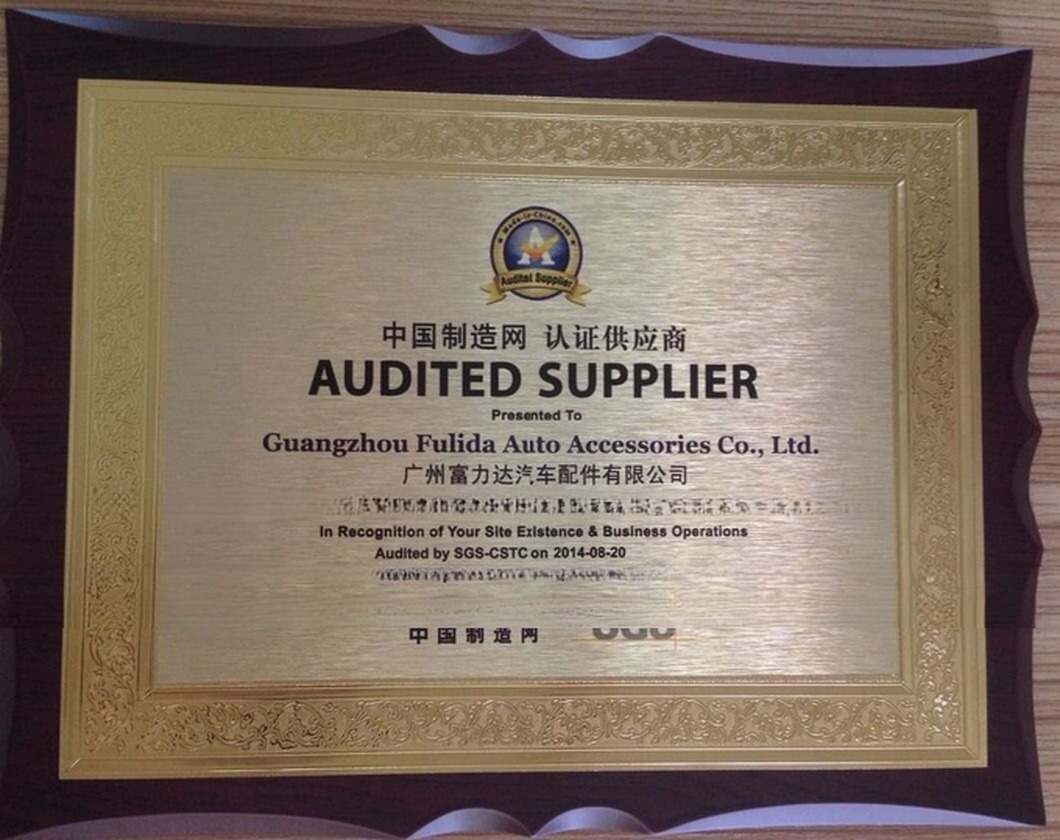 Made-in-China.com
Audited Supplier
中国制造网 认证供应商
AUDITED SUPPLIER
Presented To
Guangzhou Fulida Auto Accessories Co., Ltd.
广州富力达汽车配件有限公司
In Recognition of Your Site Existence & Business Operations
Audited by SGS-CSTC on 2014-08-20
中国制造网